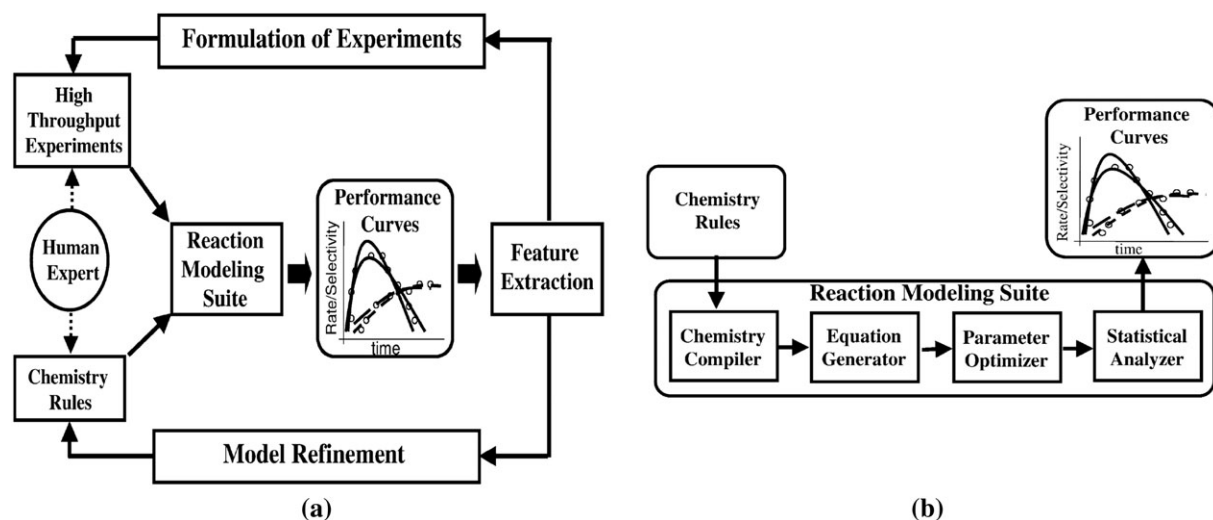 Formulation of Experiments
High
Throughput
Experiments
Human
Expert
Chemistry
Rules
Reaction
Modeling
Suite
Performance
Curves
Rate/Selectivity
time
Feature
Extraction
Model Refinement
(a)
Chemistry
Rules
Performance
Curves
Rate/Selectivity
time
Reaction Modeling Suite
Chemistry
Compiler
Equation
Generator
Parameter
Optimizer
Statistical
Analyzer
(b)